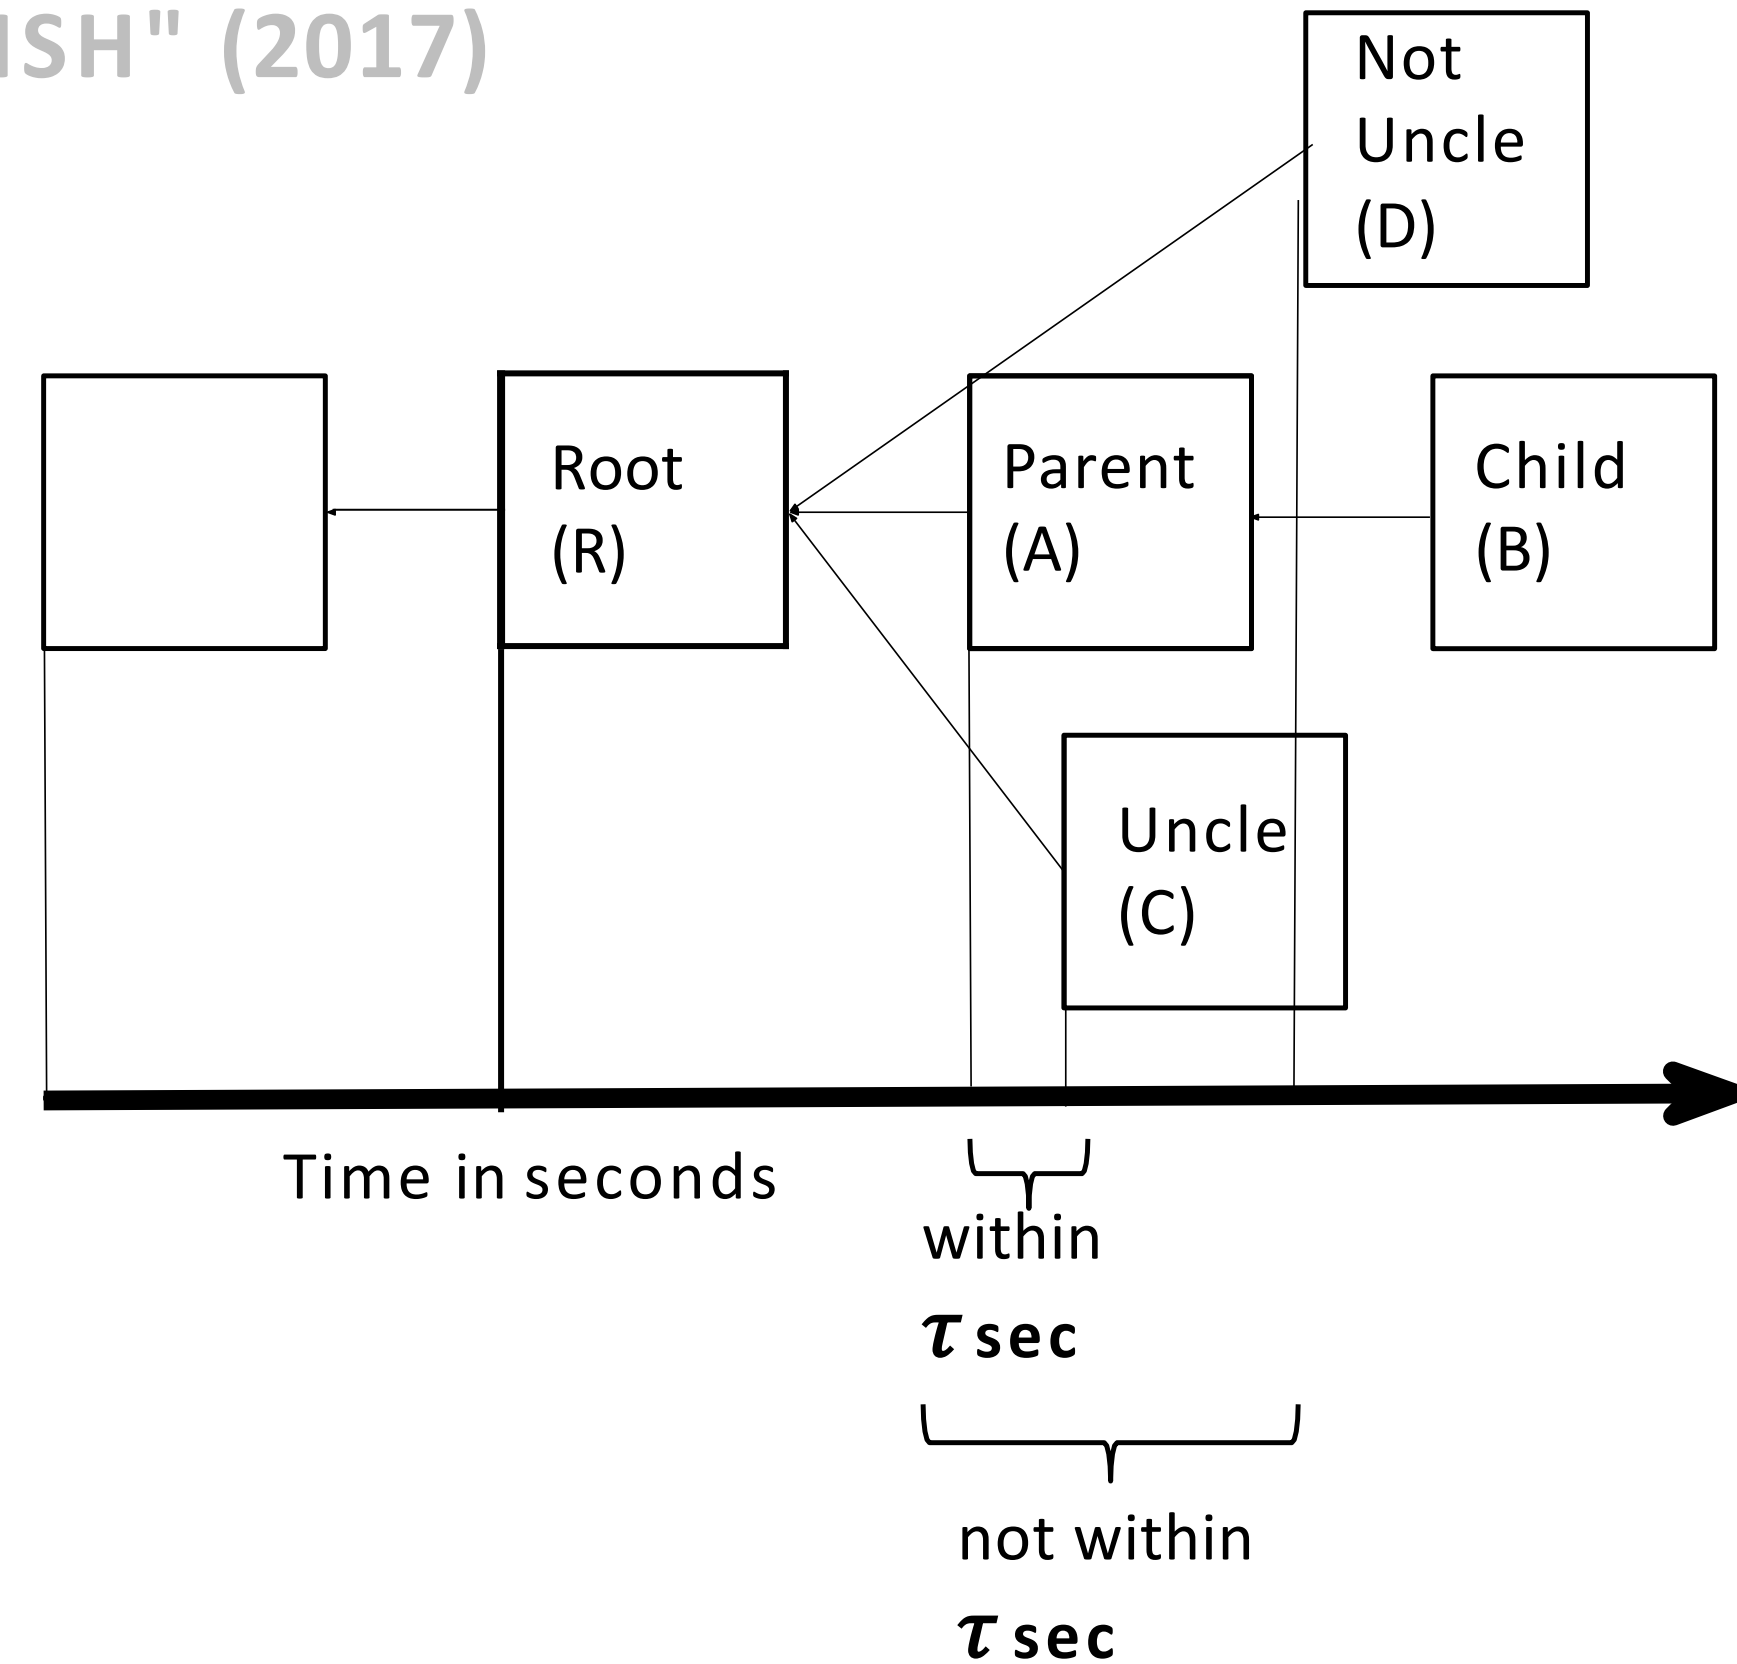 ISH" (2017)
Not
Uncle
(D)
Root
(R)
Parent
(A)
Child
(B)
Uncle
(C)
Time in seconds
within
τ sec
not within
τ sec